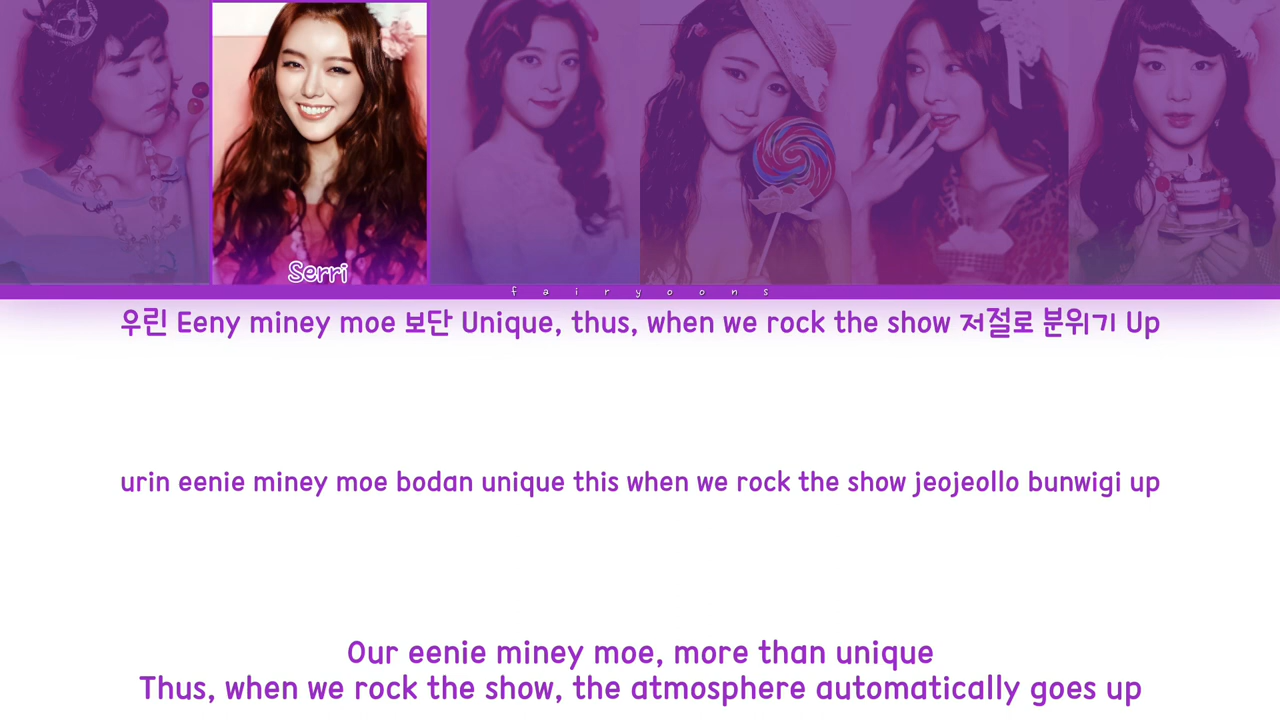 Serri
f a i r y o o n s
우린 Eeny miney moe 보단 Unique, thus, when we rock the show 저절로 분위기 Up
urin eenie miney moe bodan unique this when we rock the show jeojeollo bunwigi up
Our eenie miney moe, more than unique
Thus, when we rock the show, the atmosphere automatically goes up